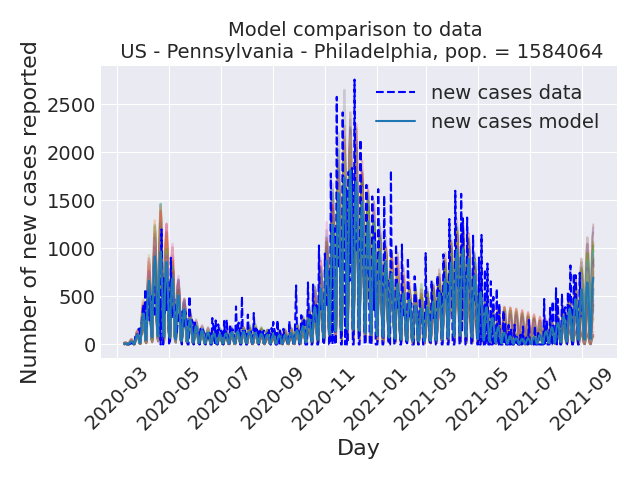 Model comparison to data
US - Pennsylvania - Philadelphia, pop. = 1584064
new cases data
new cases model
Number of new cases reported
2500
2000
1500
1000
500
0
2020-03
2020-05
2020-07
2020-09
2020-11
2021-01
2021-03
2021-05
2021-07
2021-09
Day